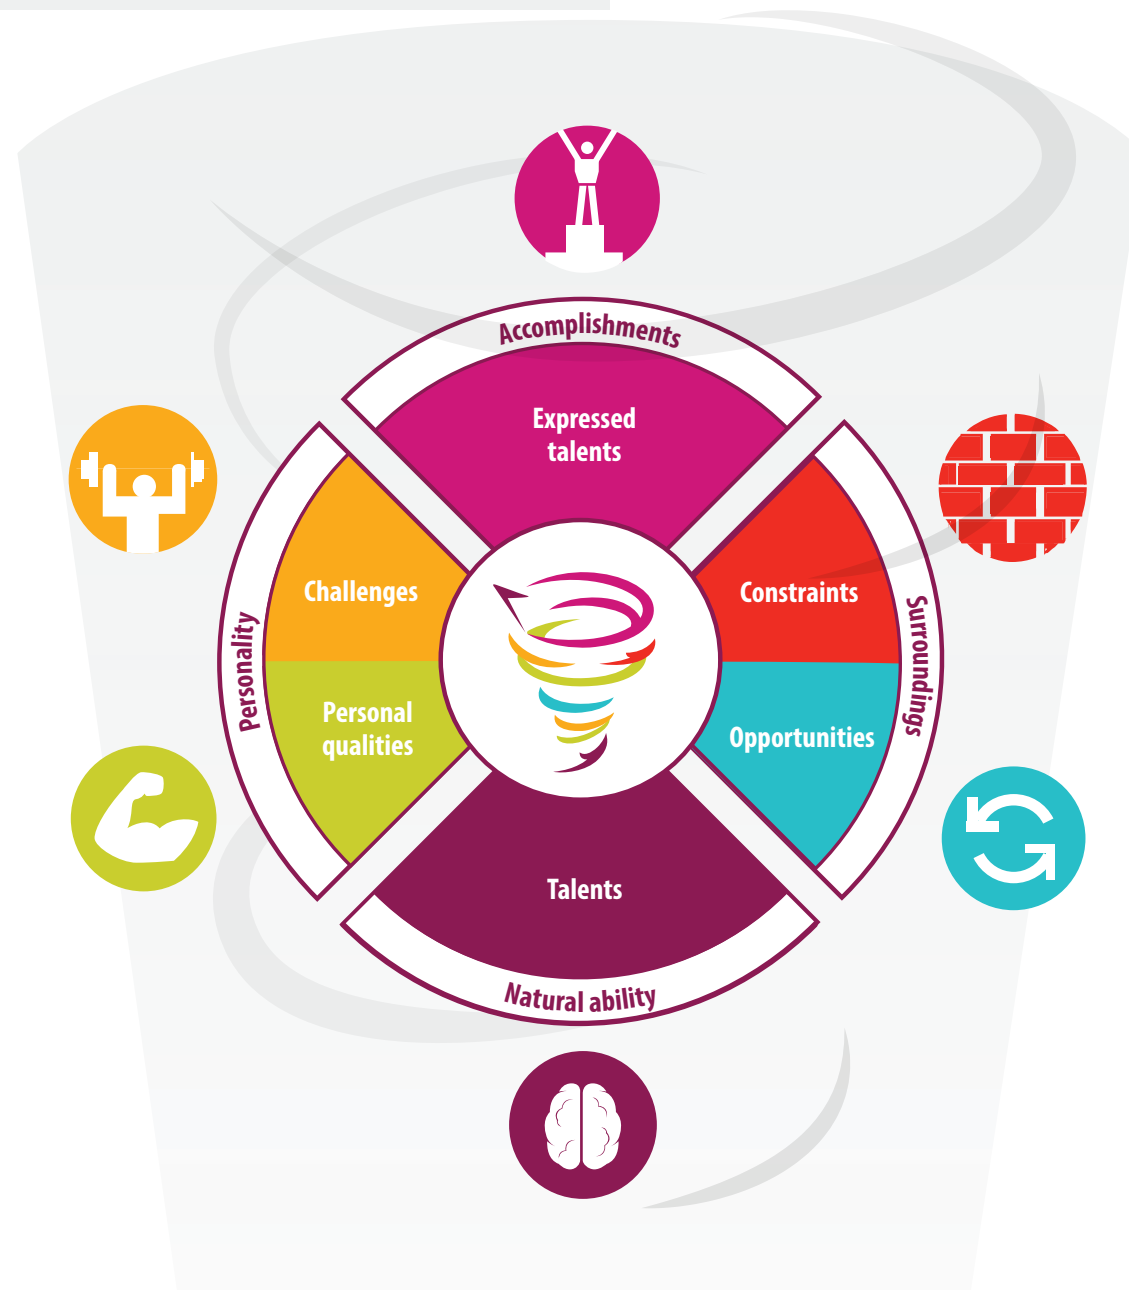 Accomplishments
Expressed
talents
Challenges
Constraints
Personality
Surroundings
Personal
qualities
Opportunities
Talents
Natural ability